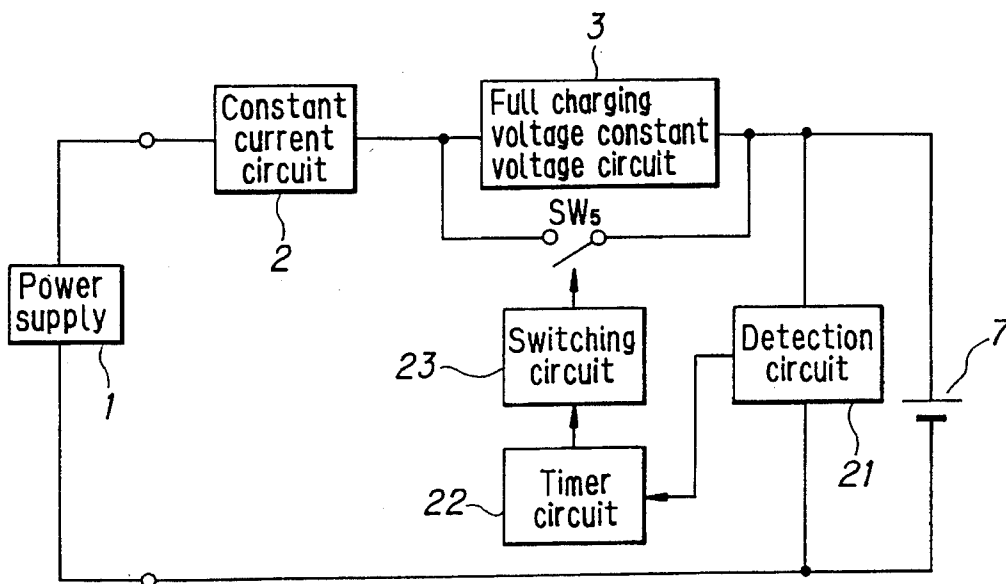 3
Full charging
voltage constant
voltage circuit
Constant
current
circuit
2
SW5
Power
supply
1
Switching
circuit
23
Detection
circuit
21
7
Timer
circuit
22